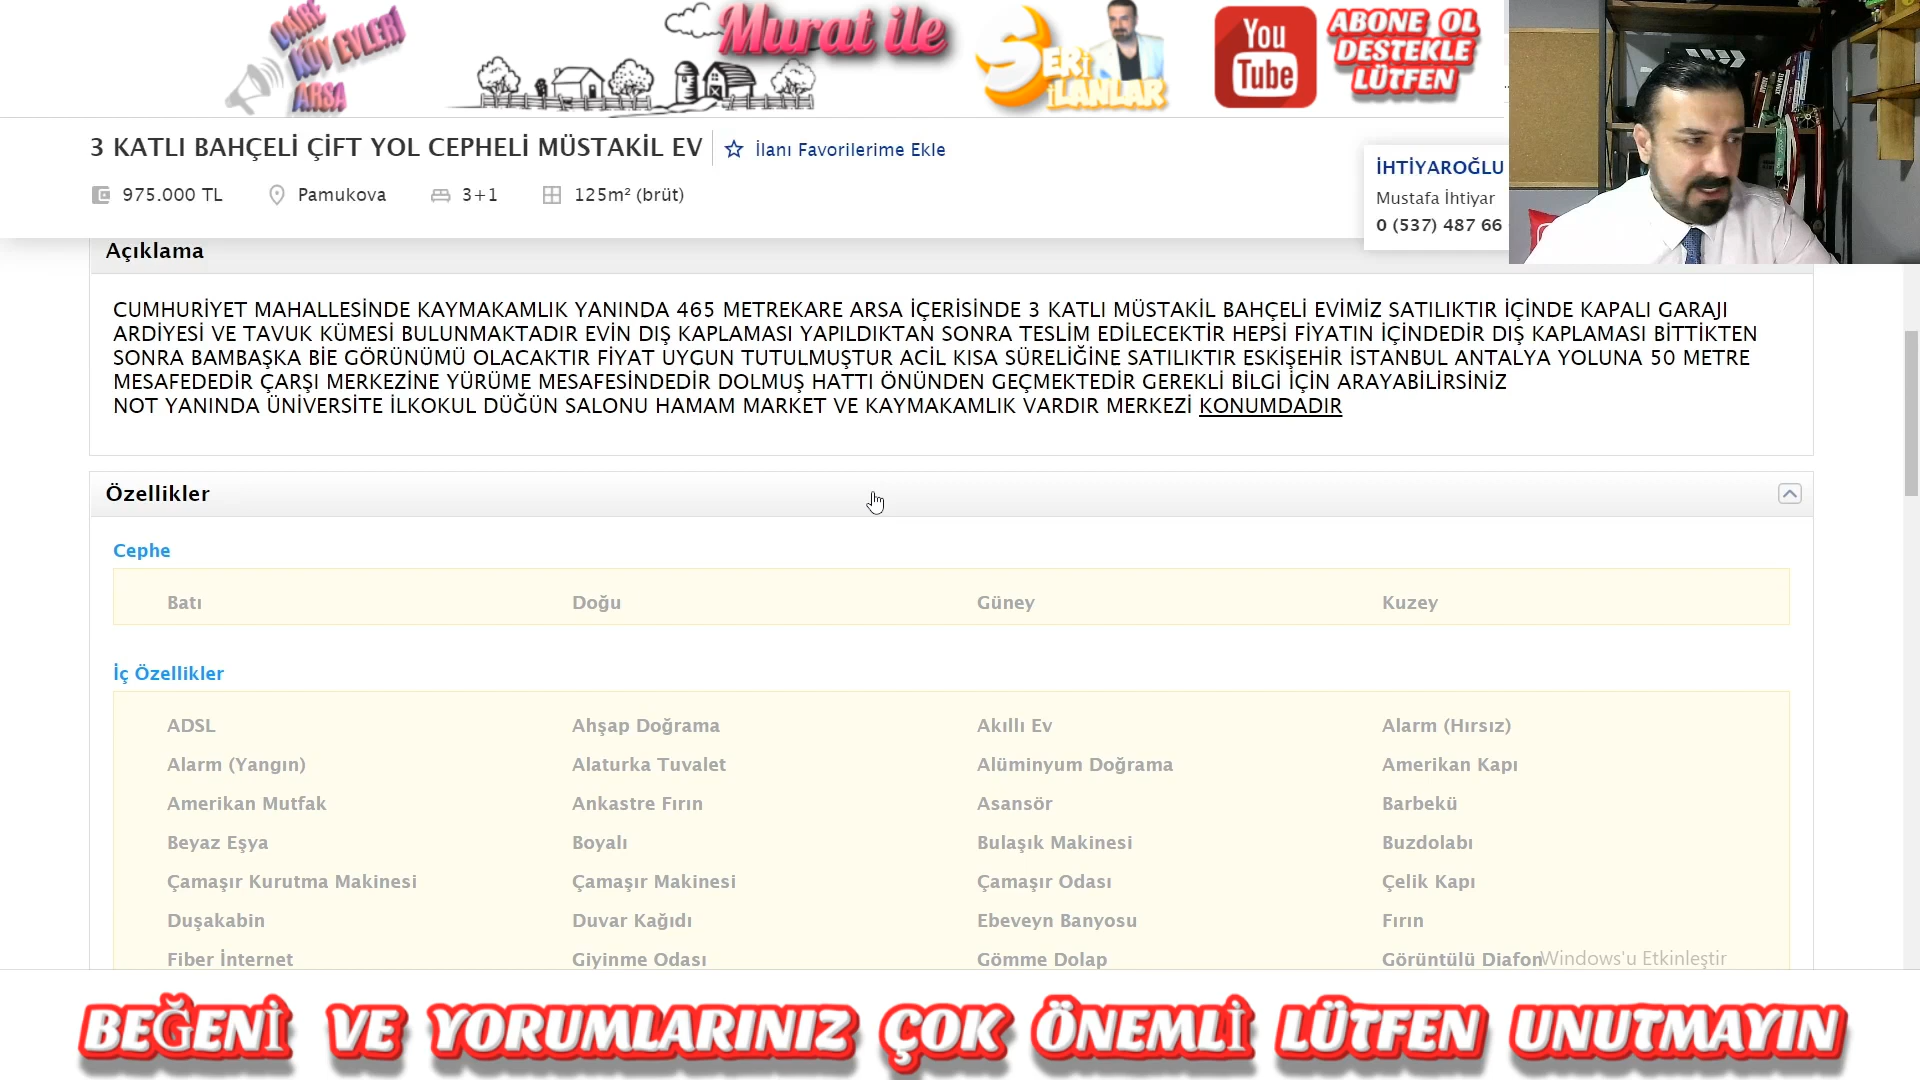 DAİRE
KÖY EVLERİ
ARSA
Murat ile
SERİ
İLANLAR
You
Tube
ABONE OL
DESTEKLE
LÜTFEN
3 KATLI BAHÇELİ ÇİFT YOL CEPHELİ MÜSTAKİL EV
İlanı Favorilerime Ekle
975.000 TL
Pamukova
3+1
125m² (brüt)
İHTİYAROĞLU
Mustafa İhtiyar
0 (537) 487 66
Açıklama
CUMHURİYET MAHALLESİNDE KAYMAKAMLIK YANINDA 465 METREKARE ARSA İÇERİSİNDE 3 KATLI MÜSTAKİL BAHÇELİ EVİMİZ SATILIKTIR İÇİNDE KAPALI GARAJI
ARDİYESİ VE TAVUK KÜMESİ BULUNMAKTADIR EVİN DIŞ KAPLAMASI YAPILDIKTAN SONRA TESLİM EDİLECEKTİR HEPSİ FİYATIN İÇİNDEDİR DIŞ KAPLAMASI BİTTİKTEN
SONRA BAMBAŞKA BİE GÖRÜNÜMÜ OLACAKTIR FİYAT UYGUN TUTULMUŞTUR ACİL KISA SÜRELİĞİNE SATILIKTIR ESKİŞEHİR İSTANBUL ANTALYA YOLUNA 50 METRE
MESAFEDEDİR ÇARŞI MERKEZİNE YÜRÜME MESAFESİNDEDİR DOLMUŞ HATTI ÖNÜNDEN GEÇMEKTEDİR GEREKLİ BİLGİ İÇİN ARAYABİLİRSİNİZ
NOT YANINDA ÜNİVERSİTE İLKOKUL DÜĞÜN SALONU HAMAM MARKET VE KAYMAKAMLIK VARDIR MERKEZİ KONUMDADIR
Özellikler
Cephe
Batı Doğu Güney Kuzey
İç Özellikler
ADSL Ahşap Doğrama Akıllı Ev Alarm (Hırsız)
Alarm (Yangın) Alaturka Tuvalet Alüminyum Doğrama Amerikan Kapı
Amerikan Mutfak Ankastre Fırın Asansör Barbekü
Beyaz Eşya Boyalı Bulaşık Makinesi Buzdolabı
Çamaşır Kurutma Makinesi Çamaşır Makinesi Çamaşır Odası Çelik Kapı
Duşakabin Duvar Kağıdı Ebeveyn Banyosu Fırın
Fiber İnternet Giyinme Odası Gömme Dolap Görüntülü Diafon
Windows'u Etkinleştir
BEĞENİ VE YORUMLARINIZ ÇOK ÖNEMLİ LÜTFEN UNUTMAYIN